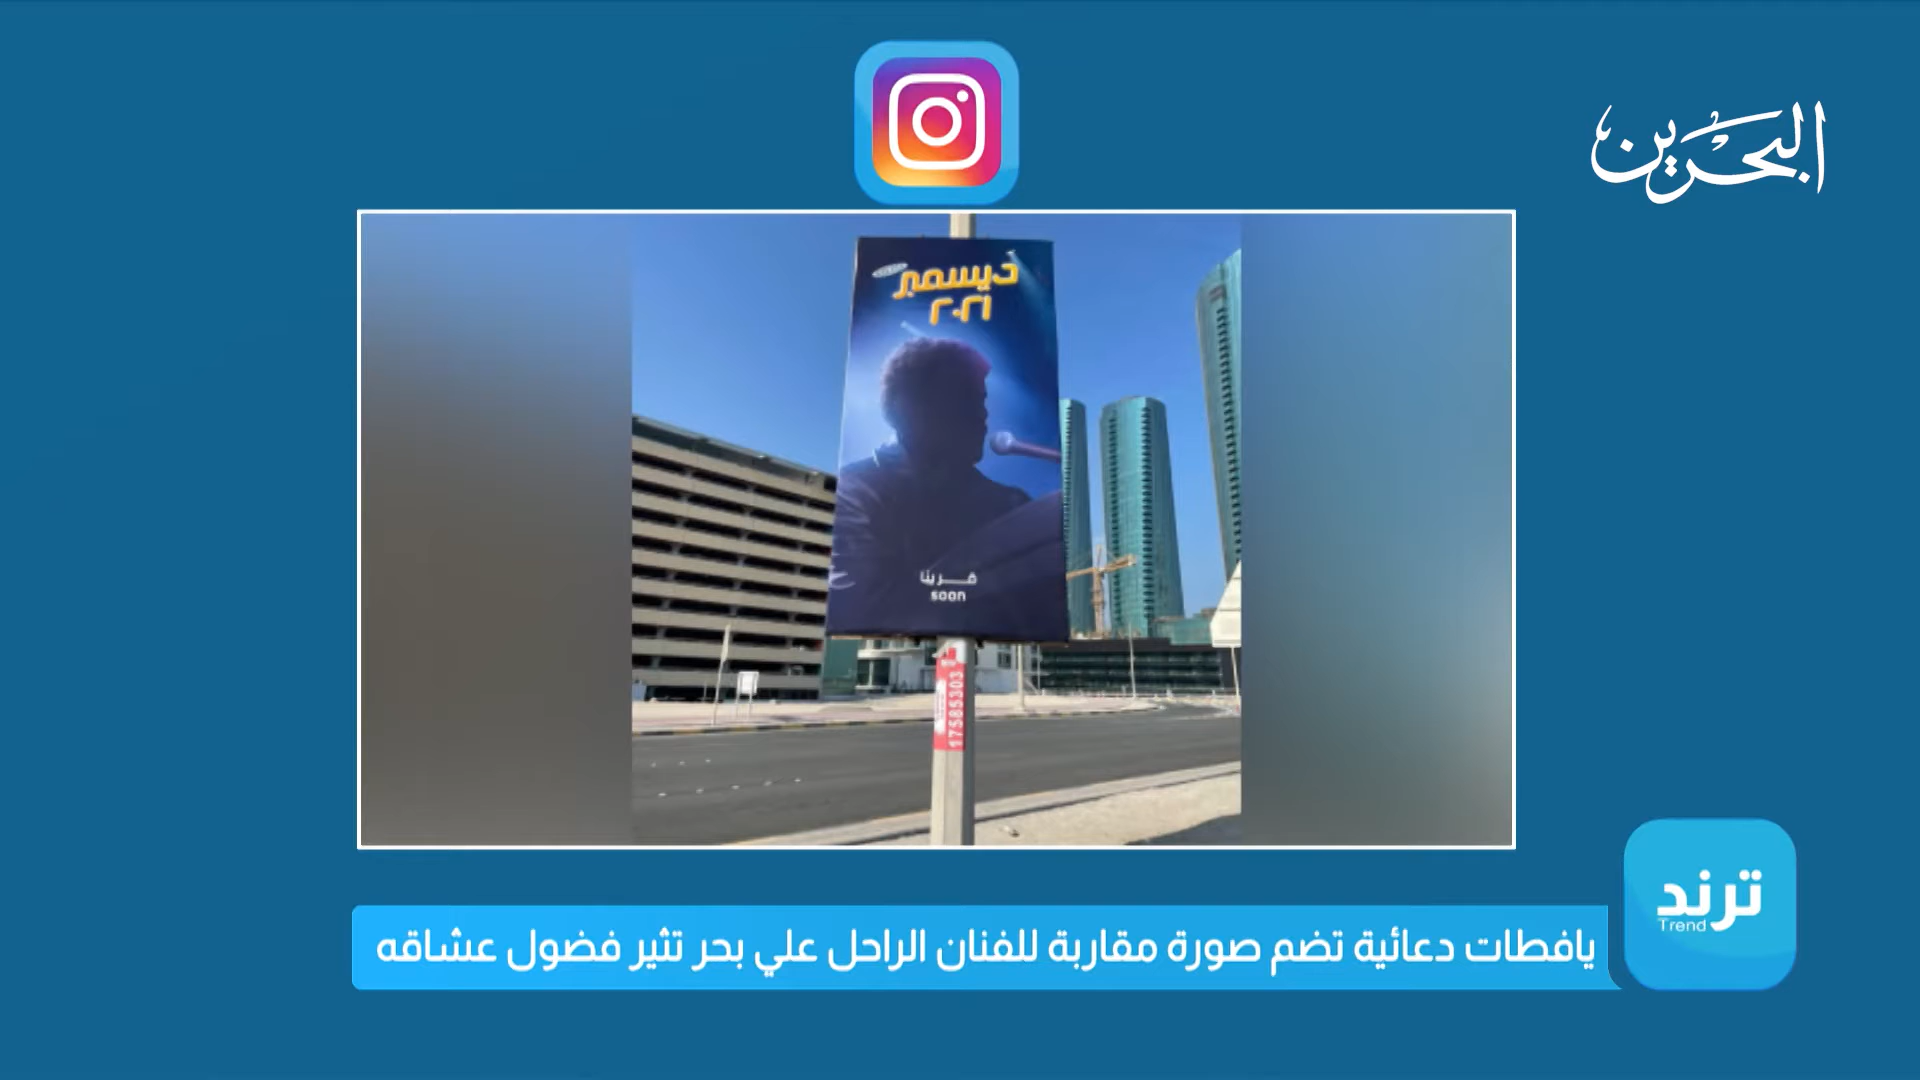 البحرين
ديسمبر
٢٠٢١
قريبًا
soon
17585303
ترند
Trend
يافطات دعائية تضم صورة مقاربة للفنان الراحل علي بحر تثير فضول عشاقه